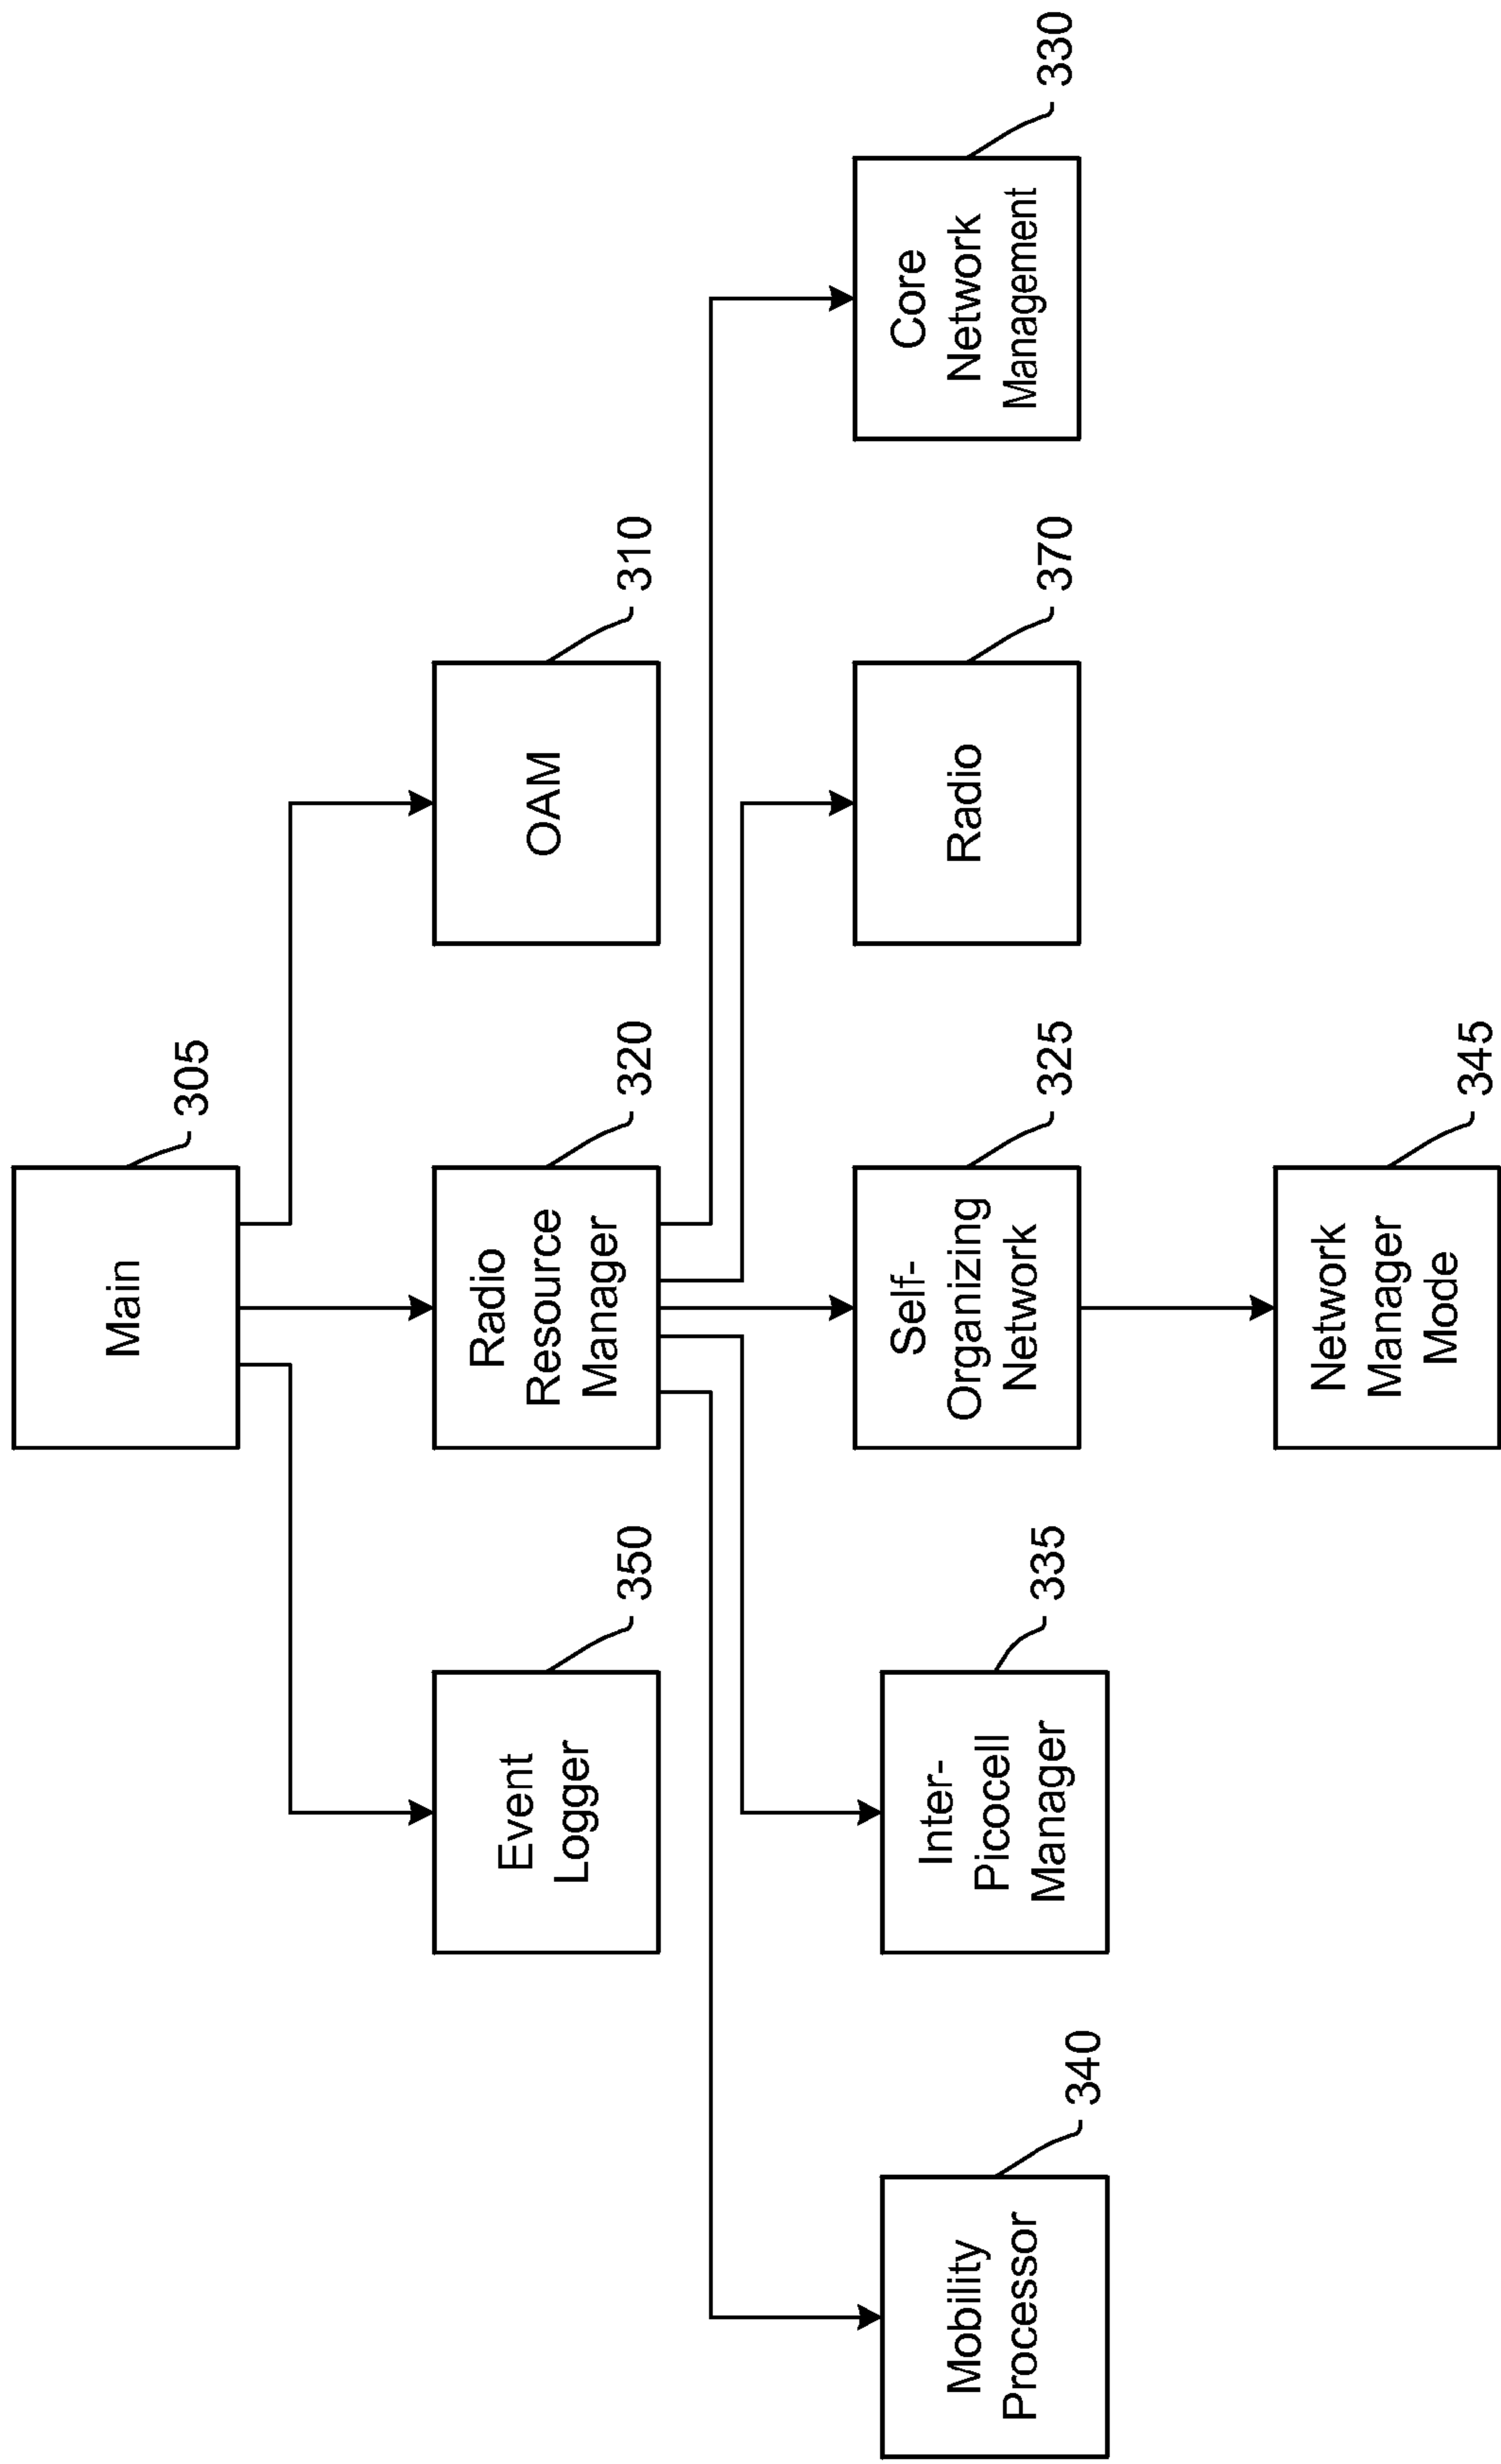 Main
305
Event
Logger
350
Radio
Resource
Manager
320
OAM
310
Mobility
Processor
340
Inter-
Picocell
Manager
335
Self-
Organizing
Network
325
Radio
370
Core
Network
Management
330
Network
Manager
Mode
345